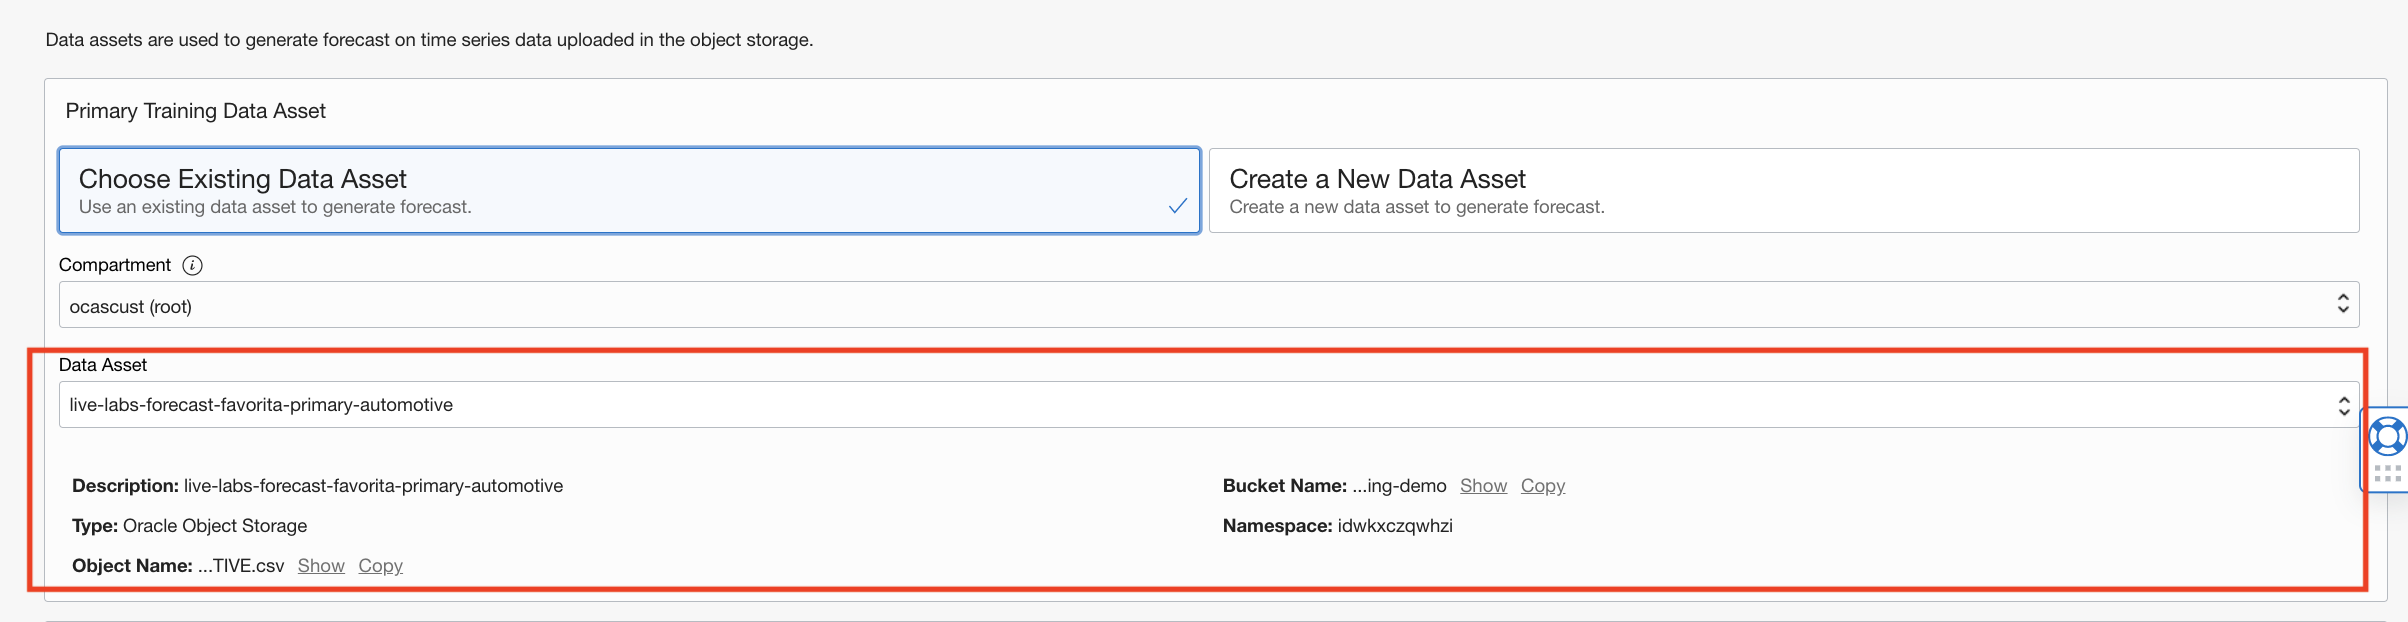 Data assets are used to generate forecast on time series data uploaded in the object storage.
Primary Training Data Asset
Choose Existing Data Asset
Use an existing data asset to generate forecast.
Create a New Data Asset
Create a new data asset to generate forecast.
Compartment
ocascust (root)
Data Asset
live-labs-forecast-favorita-primary-automotive
Description: live-labs-forecast-favorita-primary-automotive
Type: Oracle Object Storage
Object Name: ...TIVE.csv Show Copy
Bucket Name: ...ing-demo Show Copy
Namespace: idwkxczqwhzi